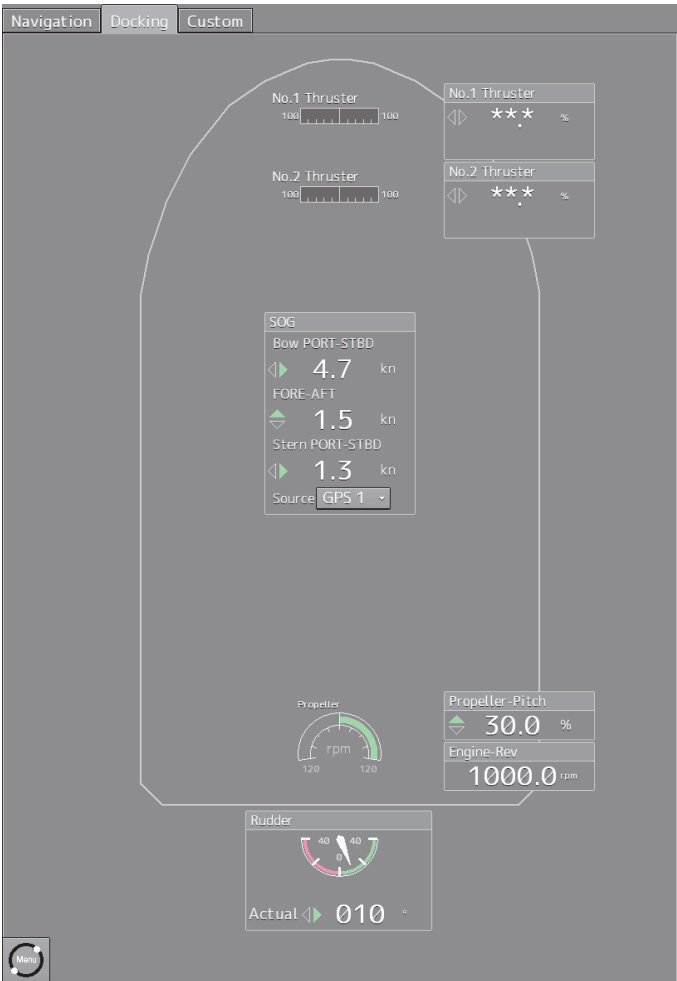 Navigation Docking Custom
No.1 Thruster
100 100
No.1 Thruster
**.* %
No.2 Thruster
100 100
No.2 Thruster
**.* %
SOG
Bow PORT-STBD
4.7 kn
FORE-AFT
1.5 kn
Stern PORT-STBD
1.3 kn
Source GPS 1
Propeller
rpm
120 120
Propeller-Pitch
30.0 %
Engine-Rev
1000.0 rpm
Rudder
40 40
0
Actual 010 °
Menu